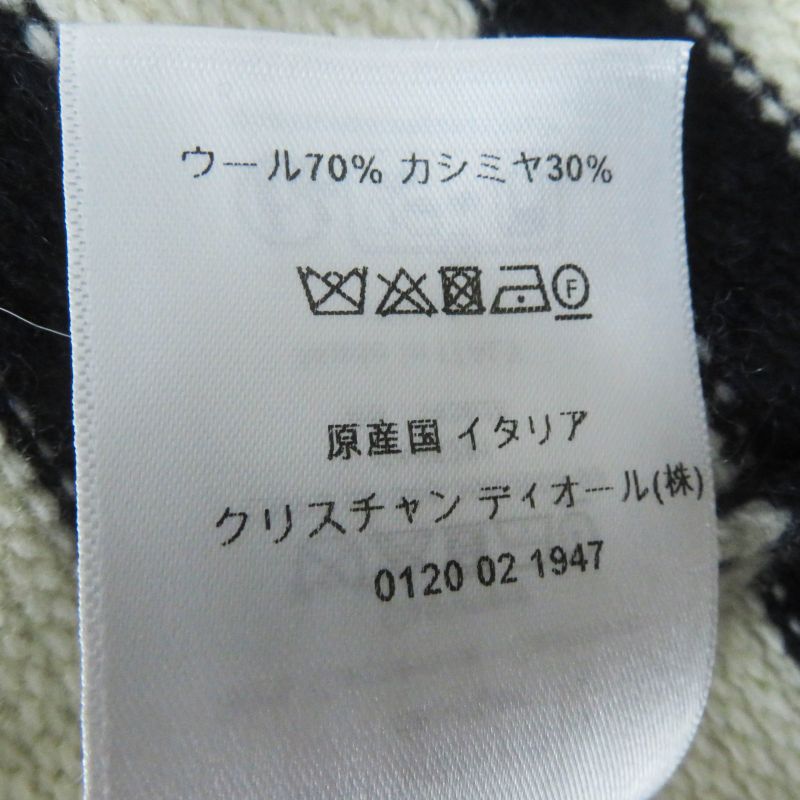 ウール70% カシミヤ30%
F
原産国 イタリア
クリスチャン ディオール(株)
0120 02 1947